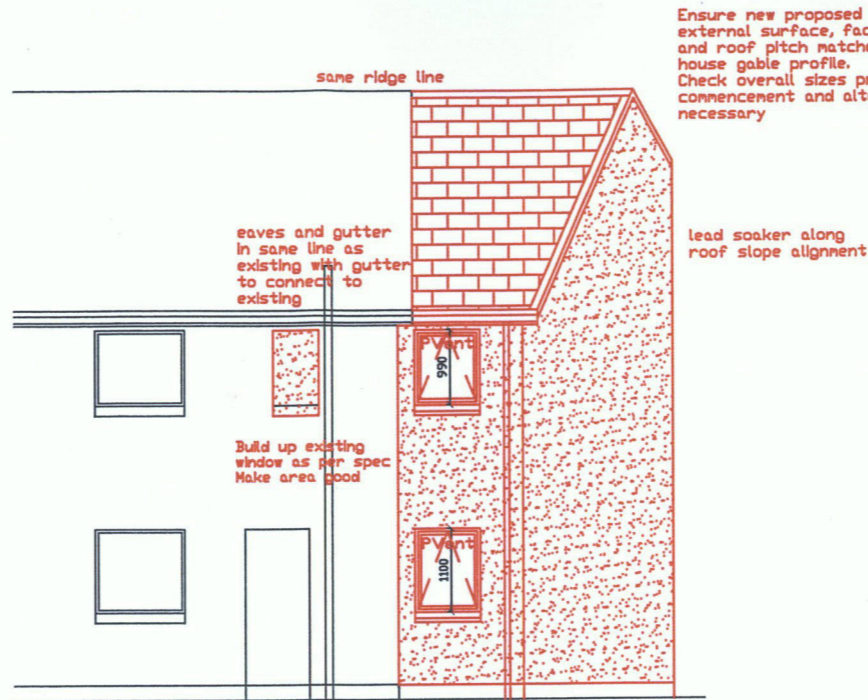 Ensure new proposed
external surface, fac
and roof pitch matche
house gable profile.
Check overall sizes pr
commencement and alt
necessary
same ridge line
eaves and gutter
in same line as
existing with gutter
to connect to
existing
lead soaker along
roof slope alignment
PVent
990
Build up existing
window as per spec
Make area good
PVent
1100